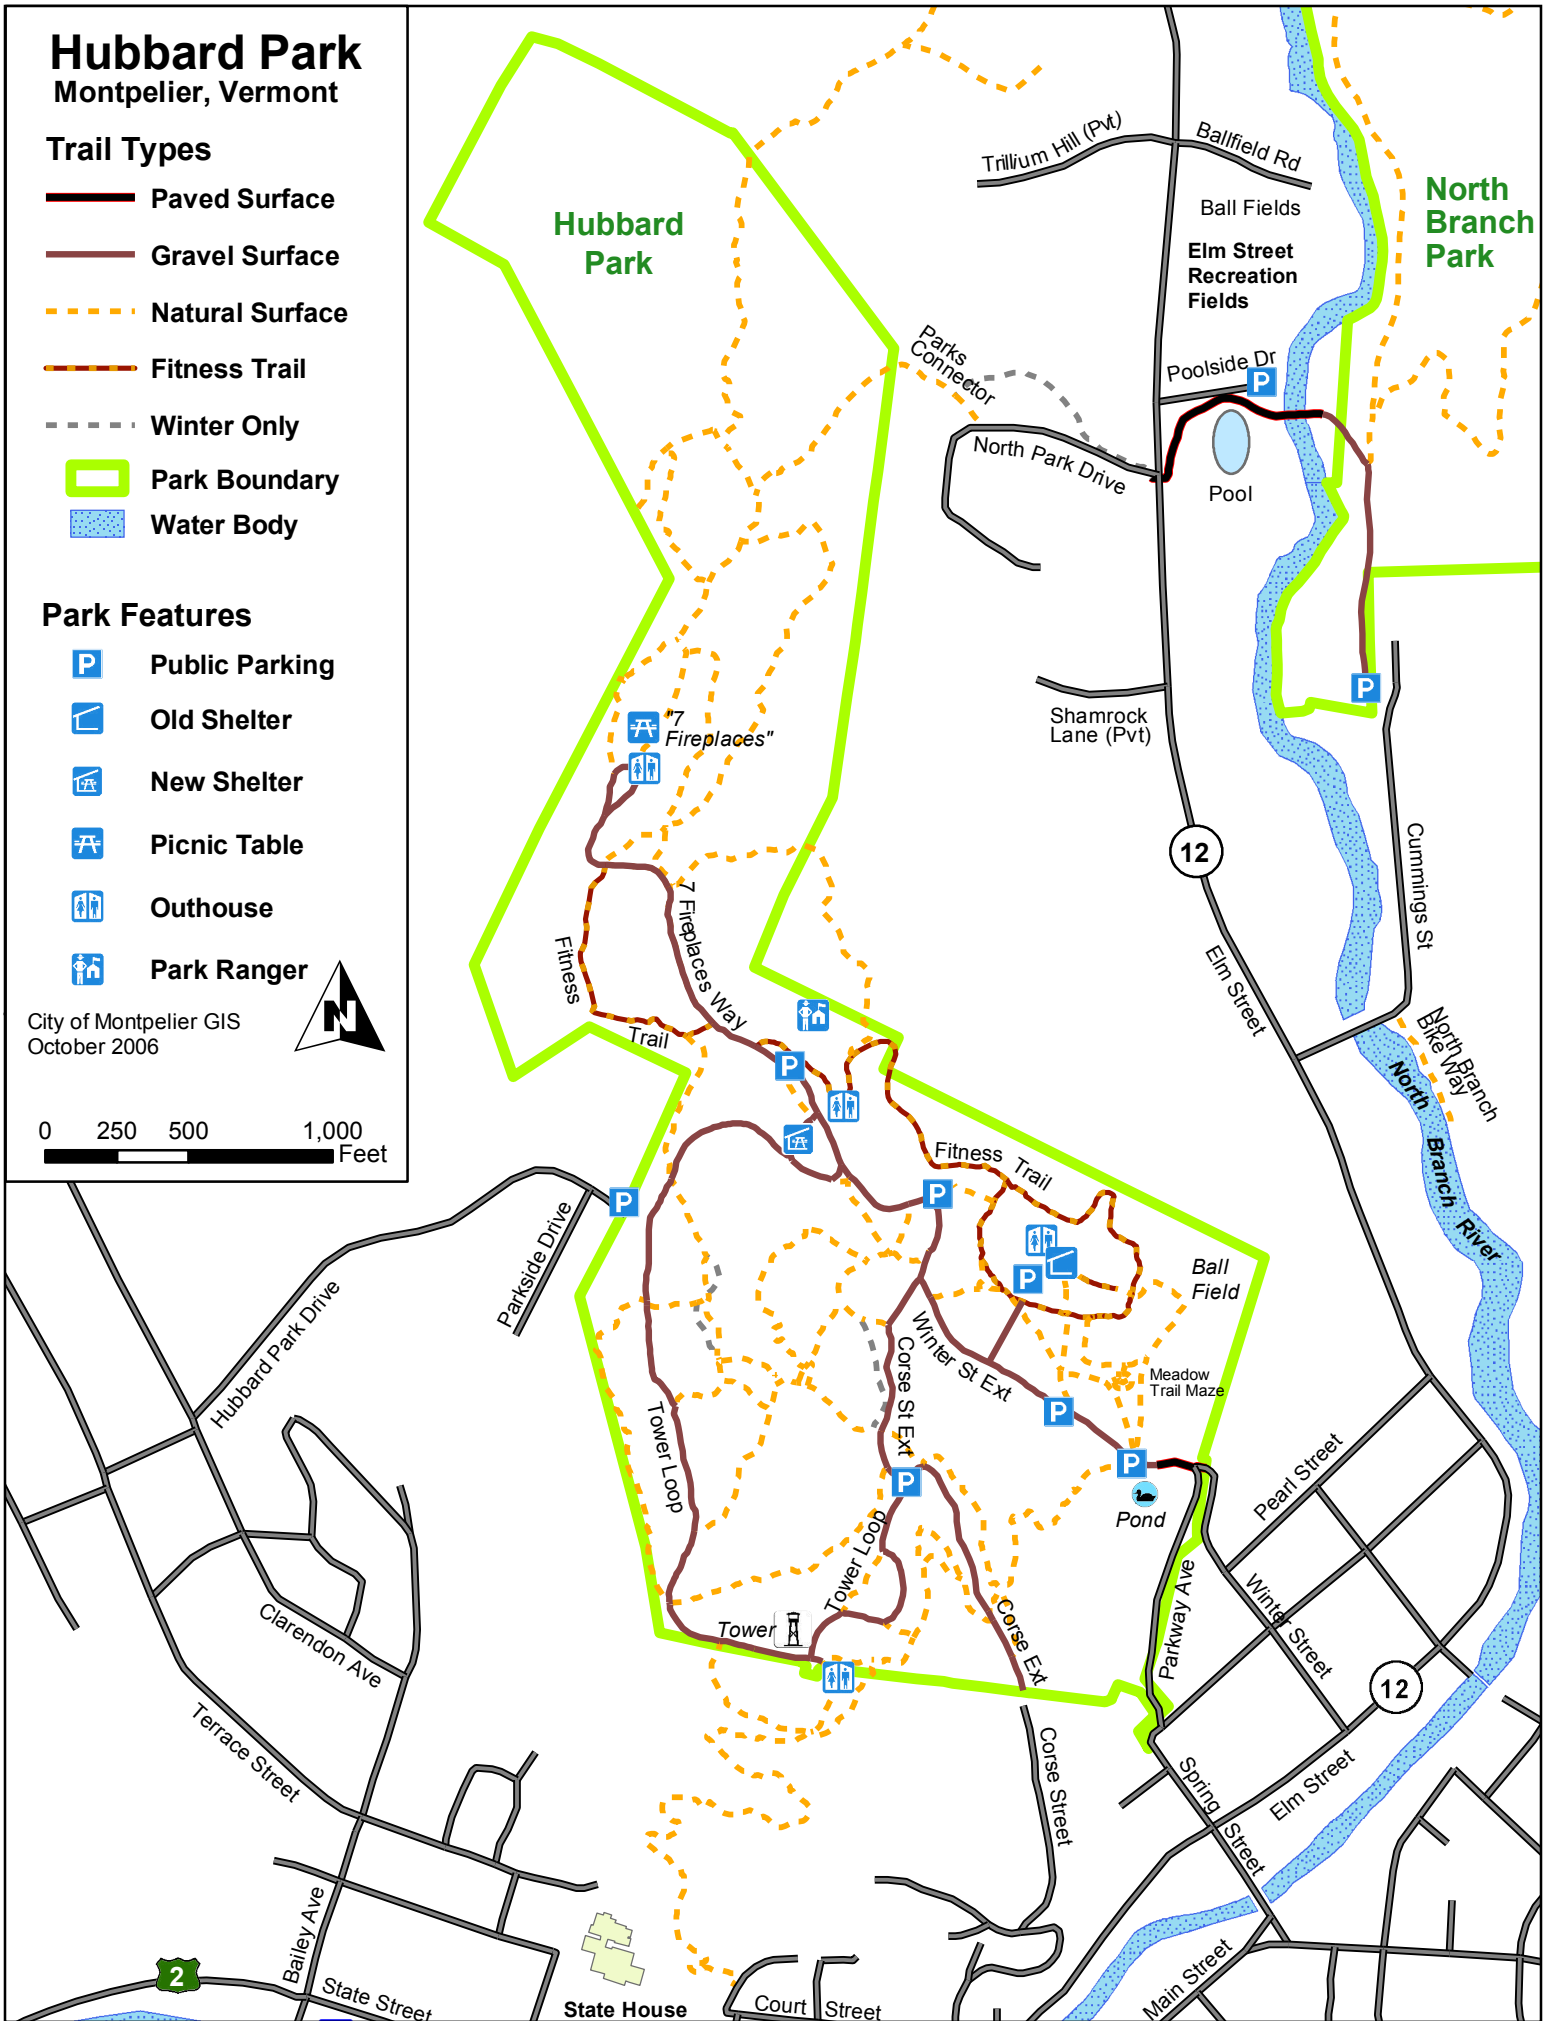 Hubbard Park
Montpelier, Vermont
Trail Types
Paved Surface
Gravel Surface
Natural Surface
Fitness Trail
Winter Only
Park Boundary
Water Body
Park Features
P Public Parking
Old Shelter
New Shelter
Picnic Table
Outhouse
Park Ranger
City of Montpelier GIS
October 2006
N
0 250 500 1,000
Feet
Hubbard
Park
North
Branch
Park
Trillium Hill (Pvt)
Ballfield Rd
Ball Fields
Elm Street
Recreation
Fields
Parks
Connector
Poolside Dr
P
North Park Drive
Pool
P
Shamrock
Lane (Pvt)
"7
Fireplaces"
12
Cummings St
7 Fireplaces Way
Fitness
Trail
Elm Street
North Branch
Bike Way
P
North Branch River
Fitness Trail
P
P
P
Parkside Drive
Hubbard Park Drive
Ball
Field
Winter St Ext
Corse St Ext
Meadow
Trail Maze
P
P
P
Pond
Tower Loop
Tower Loop
Tower
Corse Ext
Pearl Street
Winter Street
Parkway Ave
12
Clarendon Ave
Terrace Street
Corse Street
Spring Street
Elm Street
Bailey Ave
2
State Street
State House
Court Street
Main Street